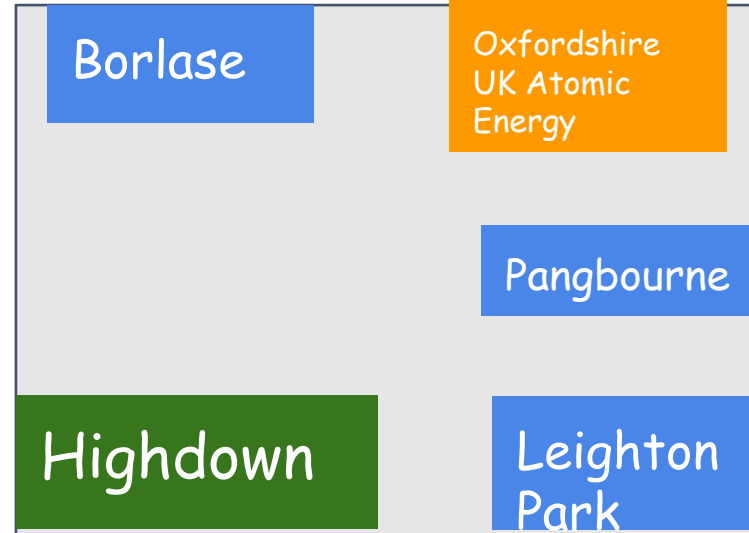 Borlase
Oxfordshire
UK Atomic
Energy
Pangbourne
Highdown
Leighton
Park